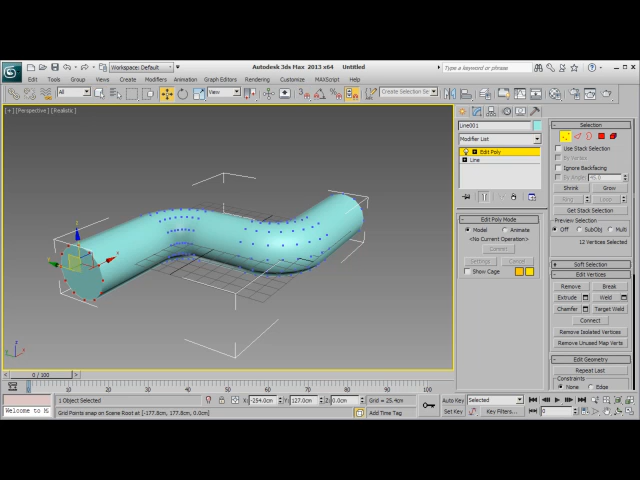 Workspace: Default
Autodesk 3ds Max 2013 x64 Untitled
Type a keyword or phrase
Edit Tools Group Views Create Modifiers Animation Graph Editors Rendering Customize MAXScript Help
All
View
Create Selection Se
[+] [Perspective] [Realistic]
Line001
Modifier List
Edit Poly
Line
Edit Poly Mode
Model Animate
<No Current Operation>
Commit
Settings Cancel
Show Cage
Selection
Use Stack Selection
By Vertex
Ignore Backfacing
By Angle: 45.0
Shrink Grow
Ring Loop
Get Stack Selection
Preview Selection
Off SubObj Multi
12 Vertices Selected
Soft Selection
Edit Vertices
Remove Break
Extrude Weld
Chamfer Target Weld
Connect
Remove Isolated Vertices
Remove Unused Map Verts
Edit Geometry
Repeat Last
Constraints
None Edge
0 / 100
0 10 20 30 40 50 60 70 80 90 100
1 Object Selected
X: -254.0cm Y: 127.0cm Z: 0.0cm
Grid = 25.4cm
Auto Key Selected
Welcome to M
Grid Points snap on Scene Root at [-177.8cm, 177.8cm, 0.0cm]
Add Time Tag
Set Key Key Filters...
0